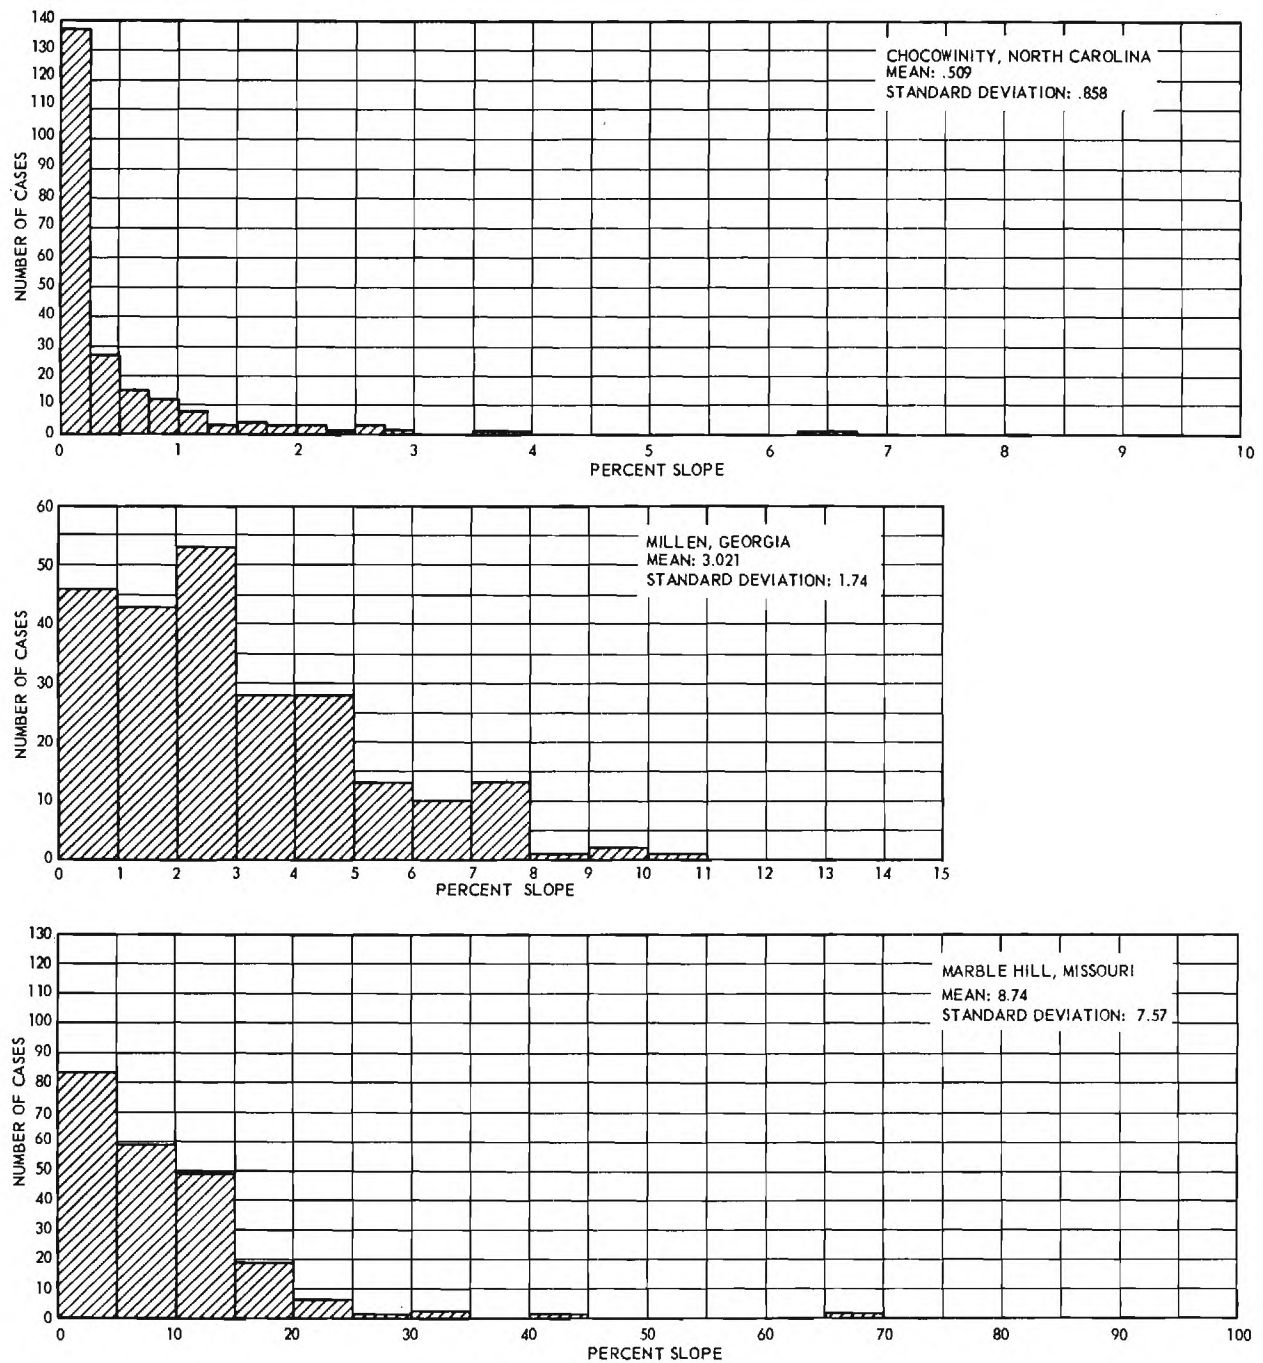 140
130
120
110
100
90
80
70
60
50
40
30
20
10
0
NUMBER OF CASES
CHOCOWINITY, NORTH CAROLINA
MEAN: .509
STANDARD DEVIATION: .858
0 1 2 3 4 5 6 7 8 9 10
PERCENT SLOPE
60
50
40
30
20
10
0
NUMBER OF CASES
MILLEN, GEORGIA
MEAN: 3.021
STANDARD DEVIATION: 1.74
0 1 2 3 4 5 6 7 8 9 10 11 12 13 14 15
PERCENT SLOPE
130
120
110
100
90
80
70
60
50
40
30
20
10
0
NUMBER OF CASES
MARBLE HILL, MISSOURI
MEAN: 8.74
STANDARD DEVIATION: 7.57
0 10 20 30 40 50 60 70 80 90 100
PERCENT SLOPE